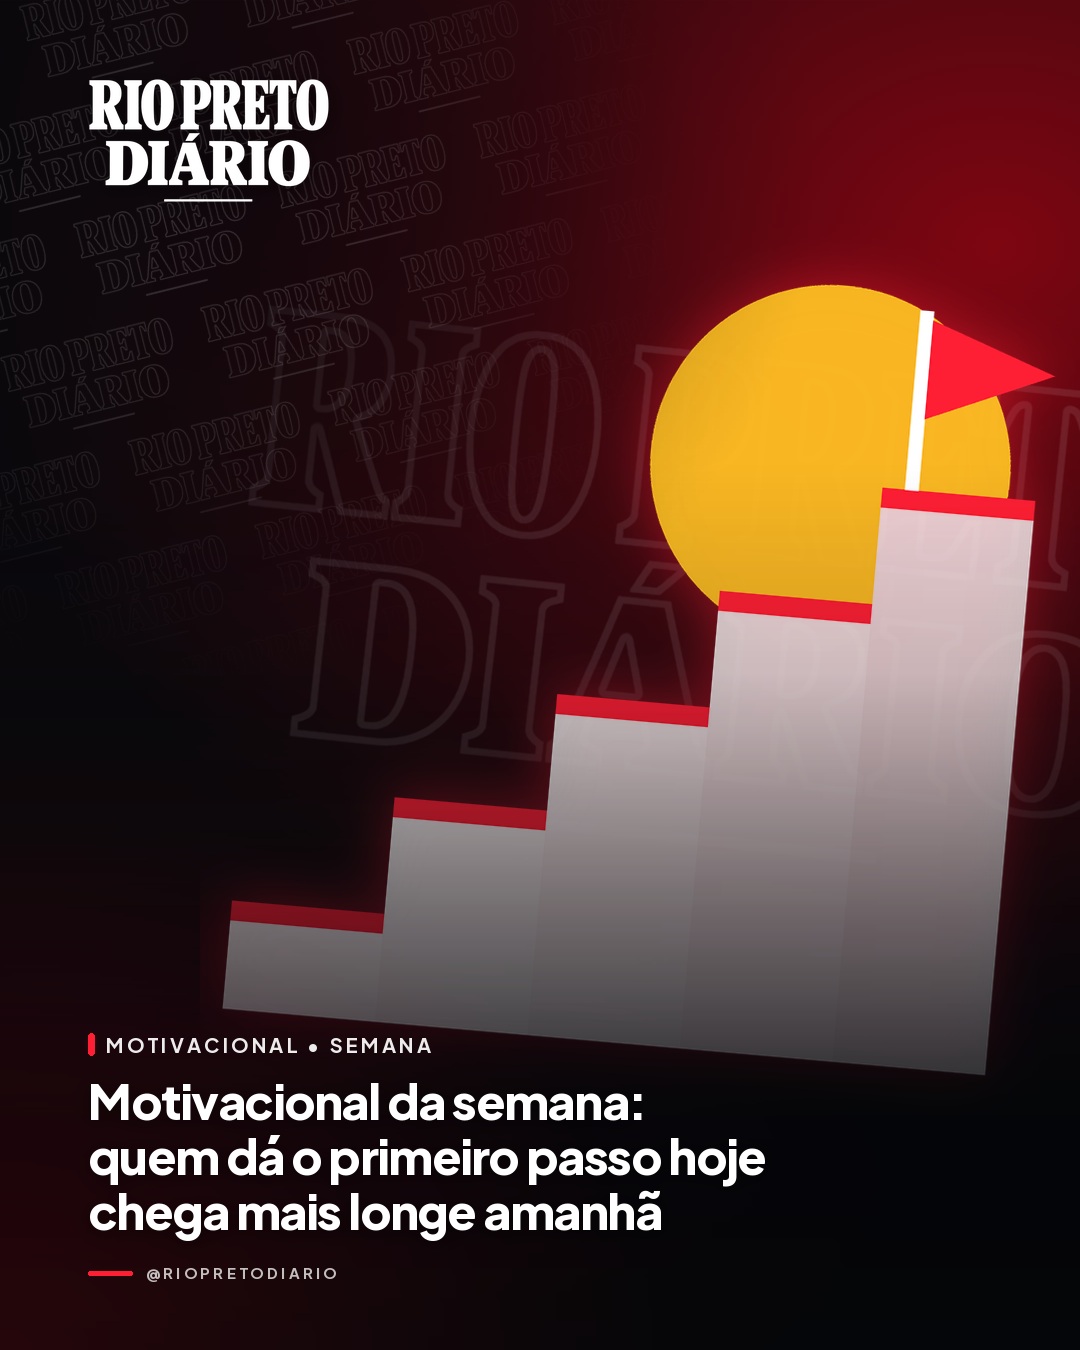 RIO PRETO
DIÁRIO
MOTIVACIONAL • SEMANA
Motivacional da semana:
quem dá o primeiro passo hoje
chega mais longe amanhã
@RIOPRETODIARIO